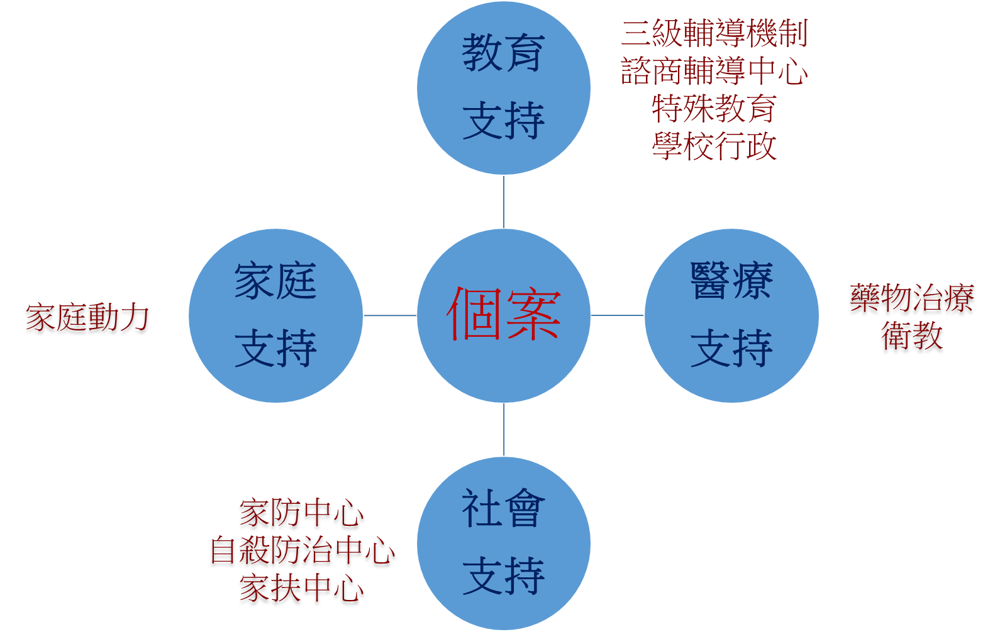 教育
支持
三級輔導機制
諮商輔導中心
特殊教育
學校行政
家庭動力
家庭
支持
個案
醫療
支持
藥物治療
衛教
家防中心
自殺防治中心
家扶中心
社會
支持